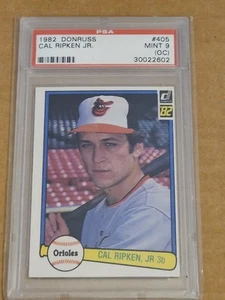 PSA
1982 DONRUSS #405
CAL RIPKEN JR. MINT 9
(OC)
30022602
82
Orioles
CAL RIPKEN, JR 3b